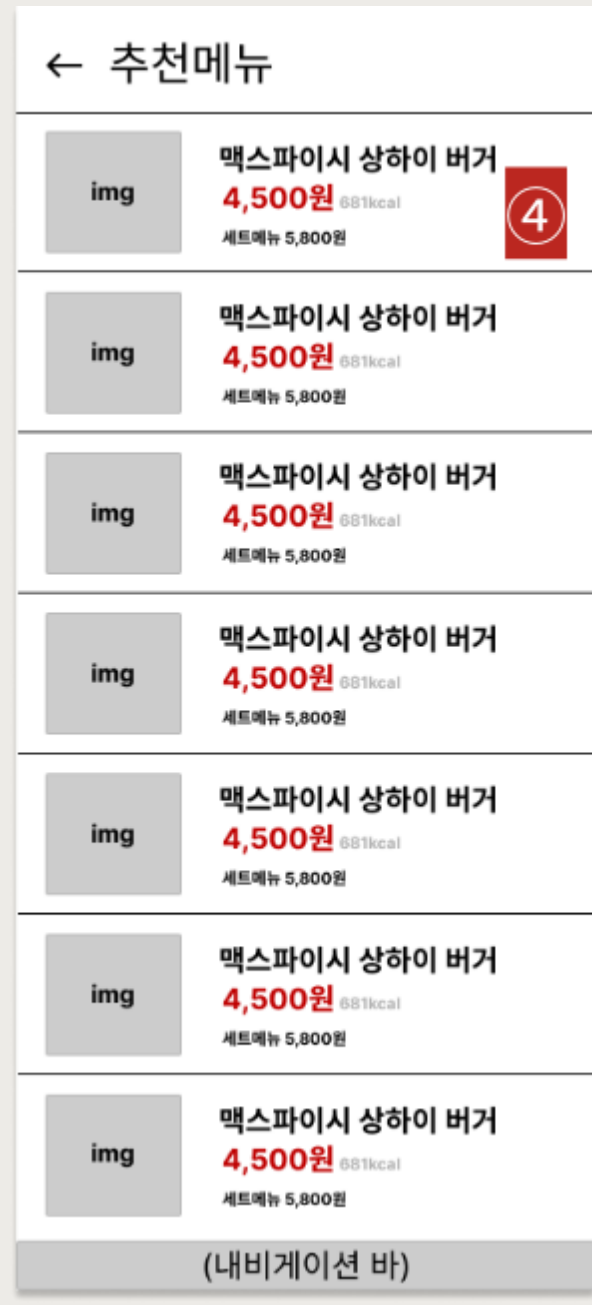 ← 추천메뉴
img
맥스파이시 상하이 버거
4,500원 681kcal
세트메뉴 5,800원
④
img
맥스파이시 상하이 버거
4,500원 681kcal
세트메뉴 5,800원
img
맥스파이시 상하이 버거
4,500원 681kcal
세트메뉴 5,800원
img
맥스파이시 상하이 버거
4,500원 681kcal
세트메뉴 5,800원
img
맥스파이시 상하이 버거
4,500원 681kcal
세트메뉴 5,800원
img
맥스파이시 상하이 버거
4,500원 681kcal
세트메뉴 5,800원
img
맥스파이시 상하이 버거
4,500원 681kcal
세트메뉴 5,800원
(내비게이션 바)